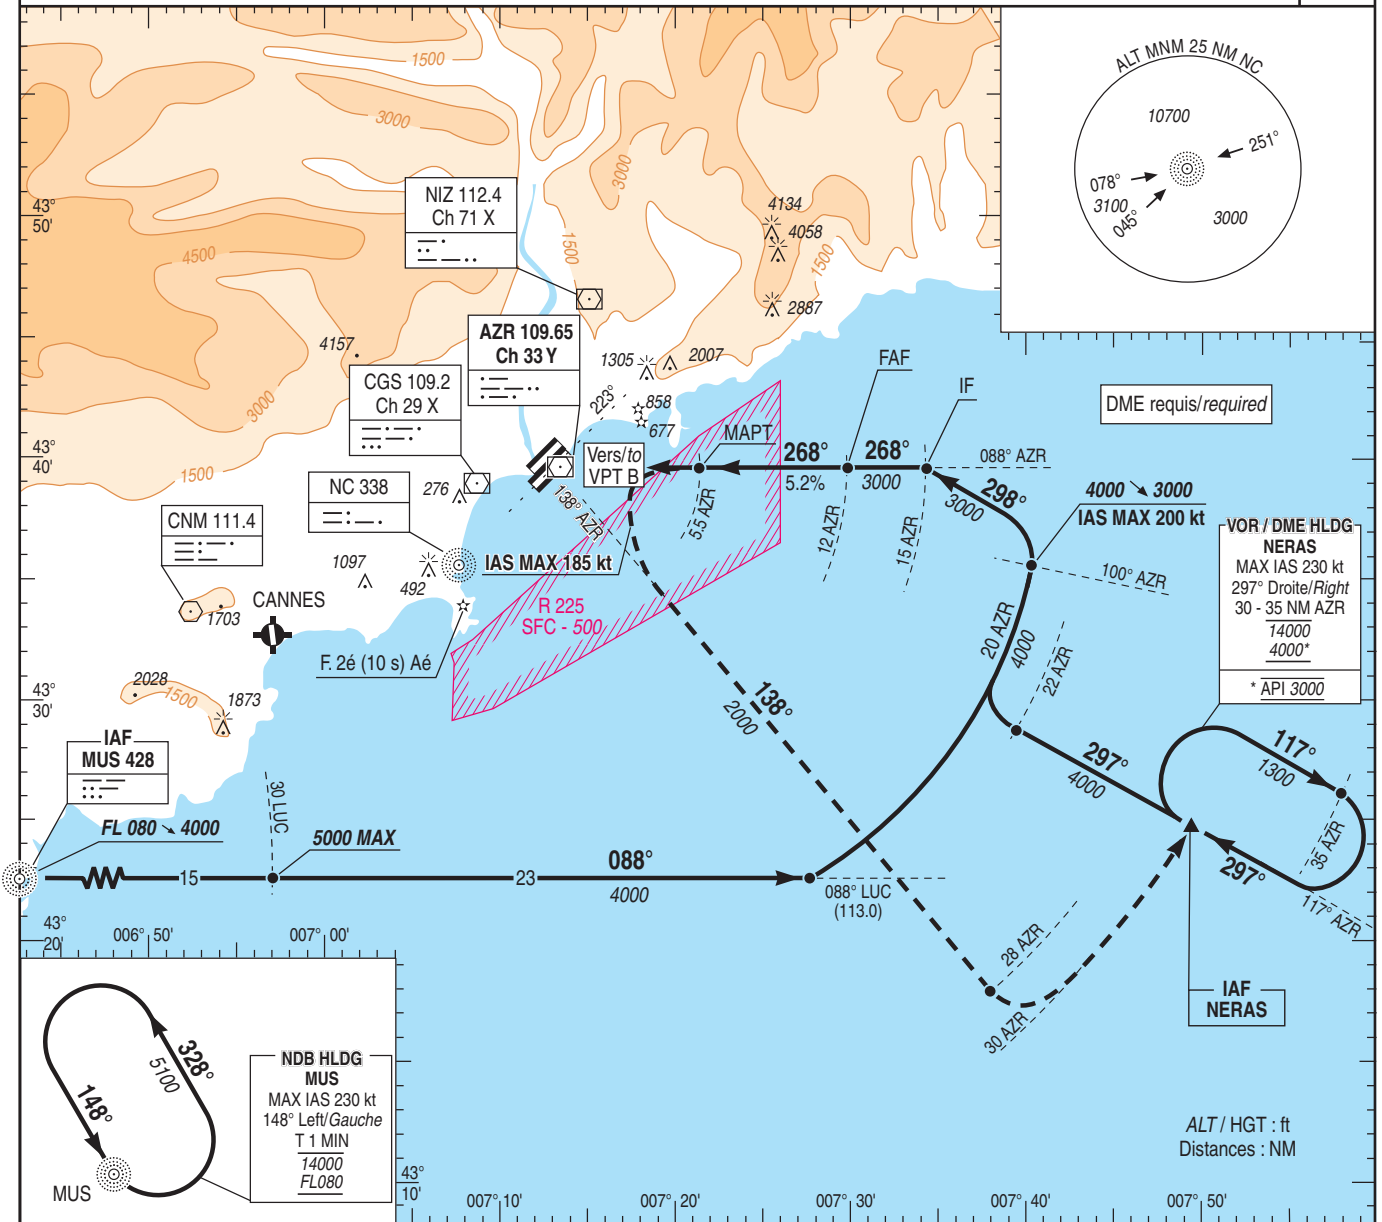 ALT MNM 25 NM NC
10700
251°
078°
3100
045°
3000
1500
3000
3000
1500
4500
1500
3000
1500
43°
50'
NIZ 112.4
Ch 71 X
4134
4058
2887
AZR 109.65
Ch 33 Y
4157
1305
2007
CGS 109.2
Ch 29 X
223°
858
677
FAF
IF
DME requis/required
43°
40'
MAPT
Vers/to
VPT B
268°
5.2%
268°
3000
088° AZR
NC 338
276
138° AZR
5.5 AZR
12 AZR
15 AZR
298°
3000
4000 ↘ 3000
IAS MAX 200 kt
CNM 111.4
1097
492
IAS MAX 185 kt
100° AZR
VOR / DME HLDG
NERAS
MAX IAS 230 kt
297° Droite/Right
30 - 35 NM AZR
14000
4000*
* API 3000
CANNES
1703
R 225
SFC - 500
F. 2é (10 s) Aé
20 AZR
4000
22 AZR
2028
1500
1873
43°
30'
138°
2000
IAF
MUS 428
297°
4000
117°
1300
30 LUC
FL 080 ↘ 4000
5000 MAX
35 AZR
15
23
088°
4000
088° LUC
(113.0)
297°
117° AZR
43°
20'
006° 50'
007° 00'
28 AZR
30 AZR
IAF
NERAS
328°
5100
148°
MUS
NDB HLDG
MUS
MAX IAS 230 kt
148° Left/Gauche
T 1 MIN
14000
FL080
ALT / HGT : ft
Distances : NM
43°
10'
007° 10'
007° 20'
007° 30'
007° 40'
007° 50'